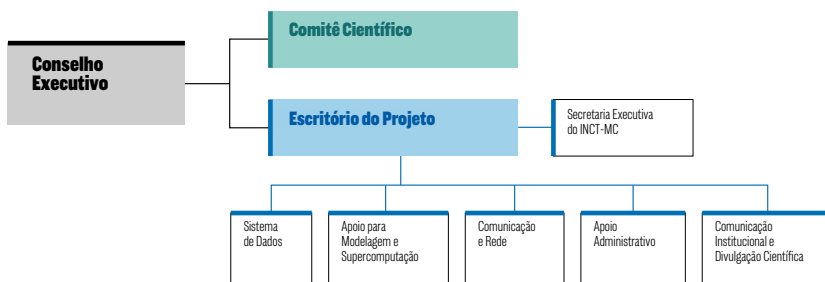 Comitê Científico
Conselho
Executivo
Escritório do Projeto
Secretaria Executiva
do INCT-MC
Sistema
de Dados
Apoio para
Modelagem e
Supercomputação
Comunicação
e Rede
Apoio
Administrativo
Comunicação
Institucional e
Divulgação Científica